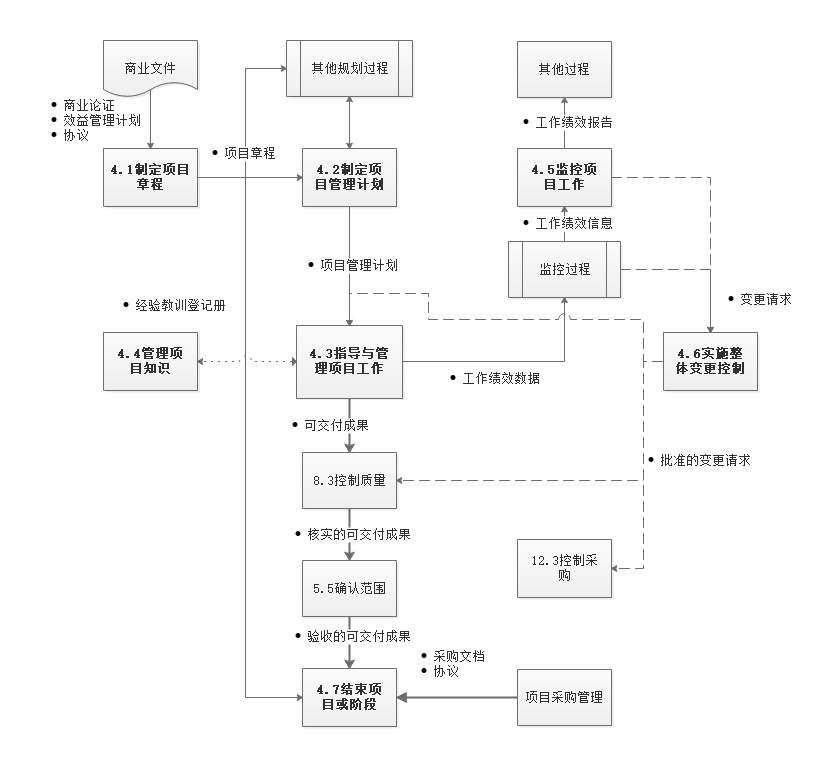 商业文件
其他规划过程
其他过程
• 商业论证
• 效益管理计划
• 协议
• 工作绩效报告
• 项目章程
4.1制定项目
章程
4.2制定项
目管理计划
4.5监控项
目工作
• 工作绩效信息
• 项目管理计划
监控过程
• 变更请求
• 经验教训登记册
4.4管理项
目知识
4.3指导与管
理项目工作
4.6实施整
体变更控制
• 工作绩效数据
• 可交付成果
• 批准的变更请求
8.3控制质量
• 核实的可交付成果
12.3控制采
购
5.5确认范围
• 验收的可交付成果
• 采购文档
• 协议
4.7结束项
目或阶段
项目采购管理